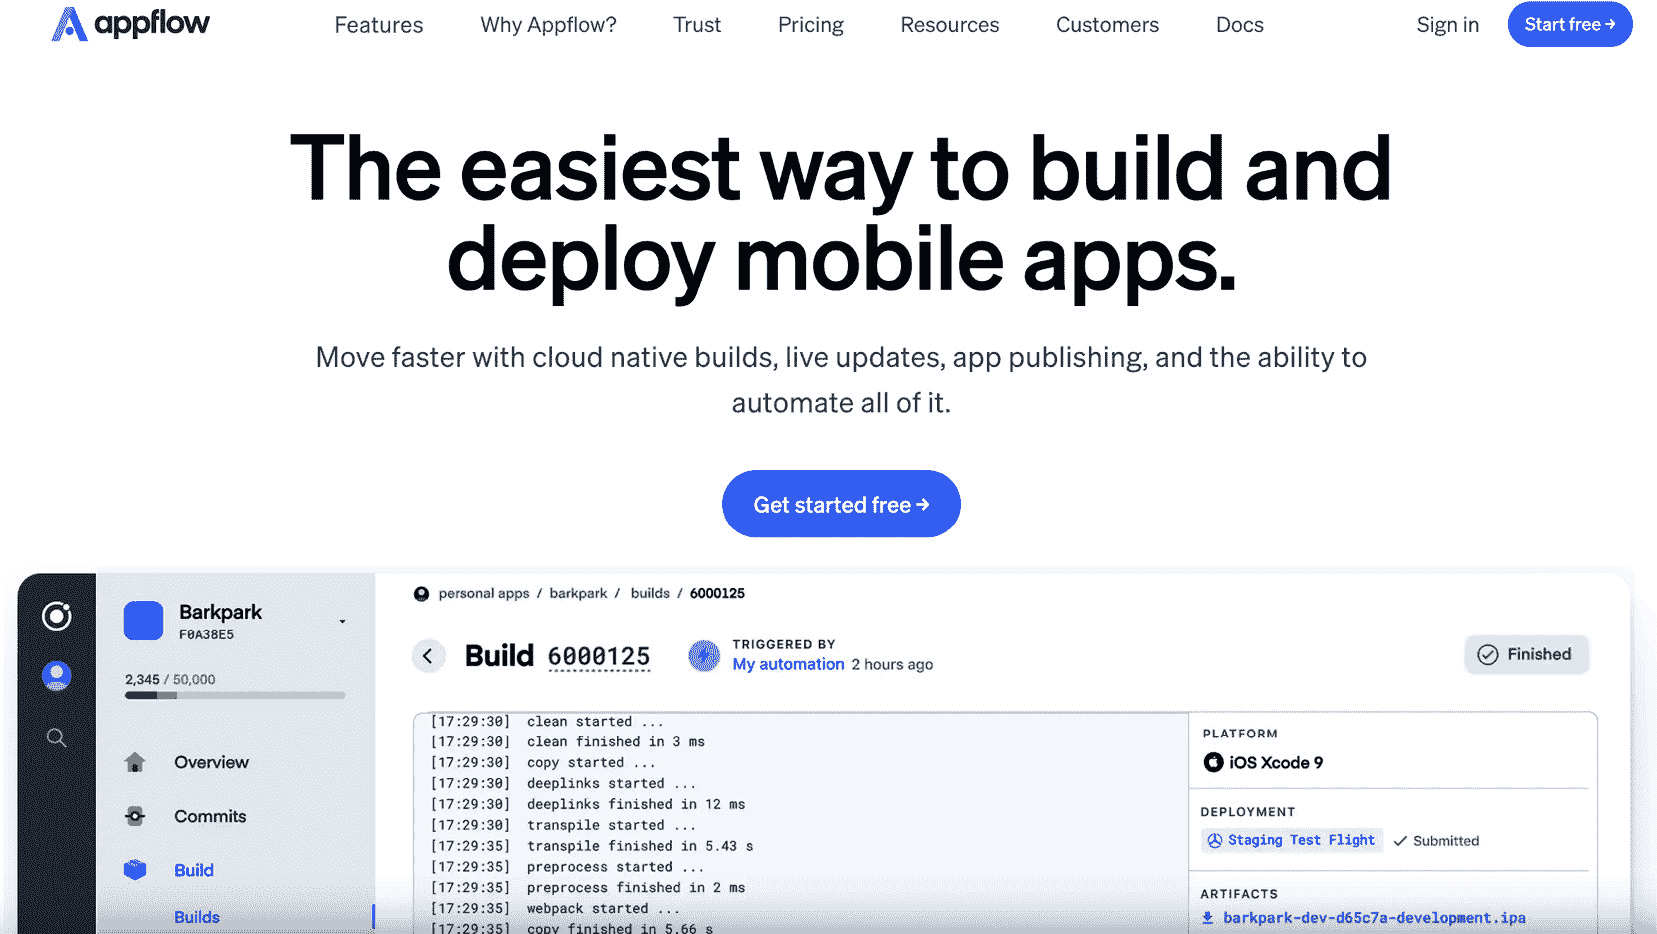 appflow
Features Why Appflow? Trust Pricing Resources Customers Docs Sign in Start free →
The easiest way to build and
deploy mobile apps.
Move faster with cloud native builds, live updates, app publishing, and the ability to
automate all of it.
Get started free →
Barkpark
F0A38E5
2,345 / 50,000
Overview
Commits
Build
Builds
personal apps / barkpark / builds / 6000125
Build 6000125
TRIGGERED BY
My automation 2 hours ago
Finished
[17:29:30] clean started ...
[17:29:30] clean finished in 3 ms
[17:29:30] copy started ...
[17:29:30] deeplinks started ...
[17:29:30] deeplinks finished in 12 ms
[17:29:30] transpile started ...
[17:29:35] transpile finished in 5.43 s
[17:29:35] preprocess started ...
[17:29:35] preprocess finished in 2 ms
[17:29:35] webpack started ...
[17:29:35] copy finished in 5.66 s
PLATFORM
iOS Xcode 9
DEPLOYMENT
Staging Test Flight Submitted
ARTIFACTS
barkpark-dev-d65c7a-development.ipa